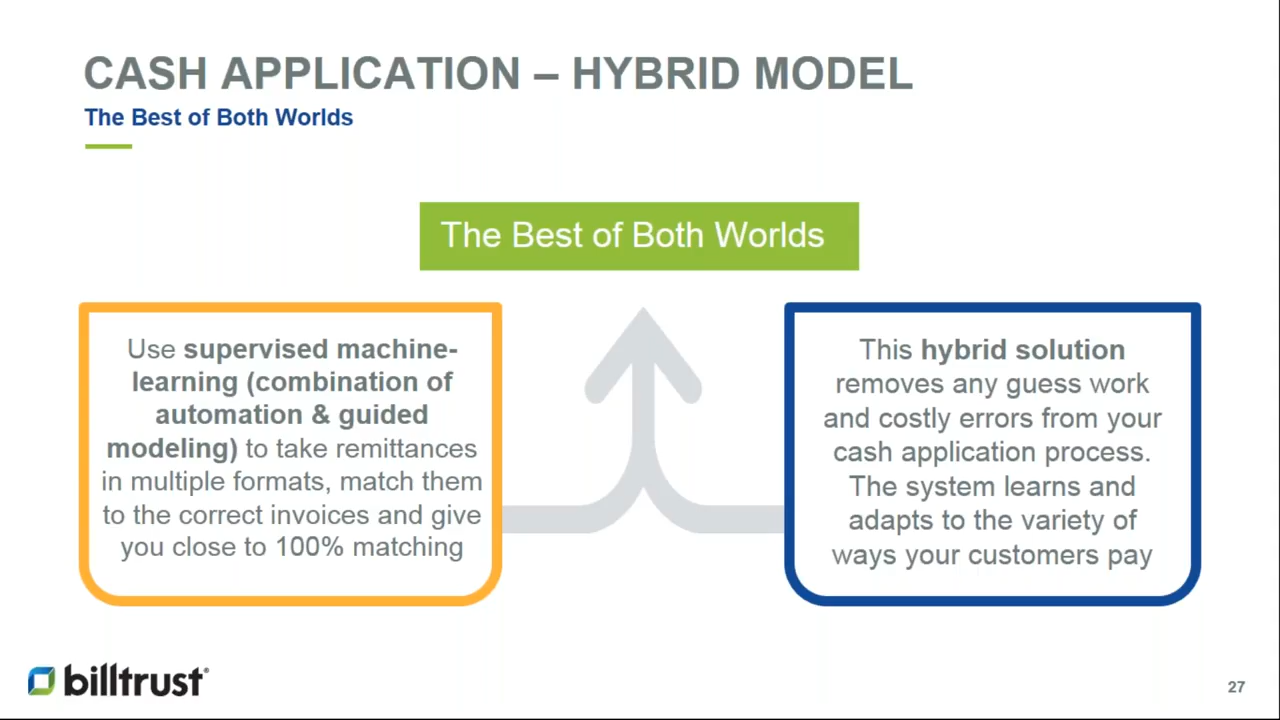 CASH APPLICATION – HYBRID MODEL
The Best of Both Worlds
The Best of Both Worlds
Use supervised machine-
learning (combination of
automation & guided
modeling) to take remittances
in multiple formats, match them
to the correct invoices and give
you close to 100% matching
This hybrid solution
removes any guess work
and costly errors from your
cash application process.
The system learns and
adapts to the variety of
ways your customers pay
billtrust®
27